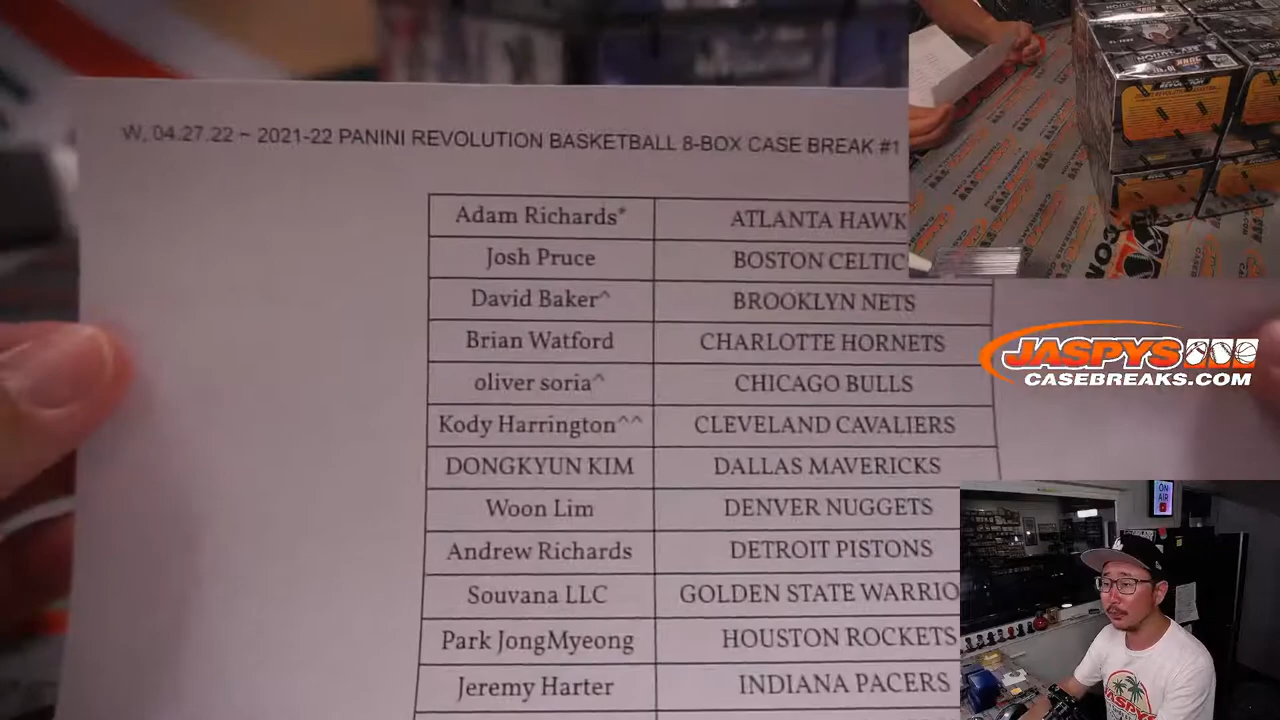 W, 04.27.22 ~ 2021-22 PANINI REVOLUTION BASKETBALL 8-BOX CASE BREAK #1
Adam Richards* ATLANTA HAWK
Josh Pruce BOSTON CELTIC
David Baker^ BROOKLYN NETS
Brian Watford CHARLOTTE HORNETS
oliver soria^ CHICAGO BULLS
Kody Harrington^^ CLEVELAND CAVALIERS
DONGKYUN KIM DALLAS MAVERICKS
Woon Lim DENVER NUGGETS
Andrew Richards DETROIT PISTONS
Souvana LLC GOLDEN STATE WARRIO
Park JongMyeong HOUSTON ROCKETS
Jeremy Harter INDIANA PACERS
JASPYS
CASEBREAKS.COM
ON
AIR
JASPYS